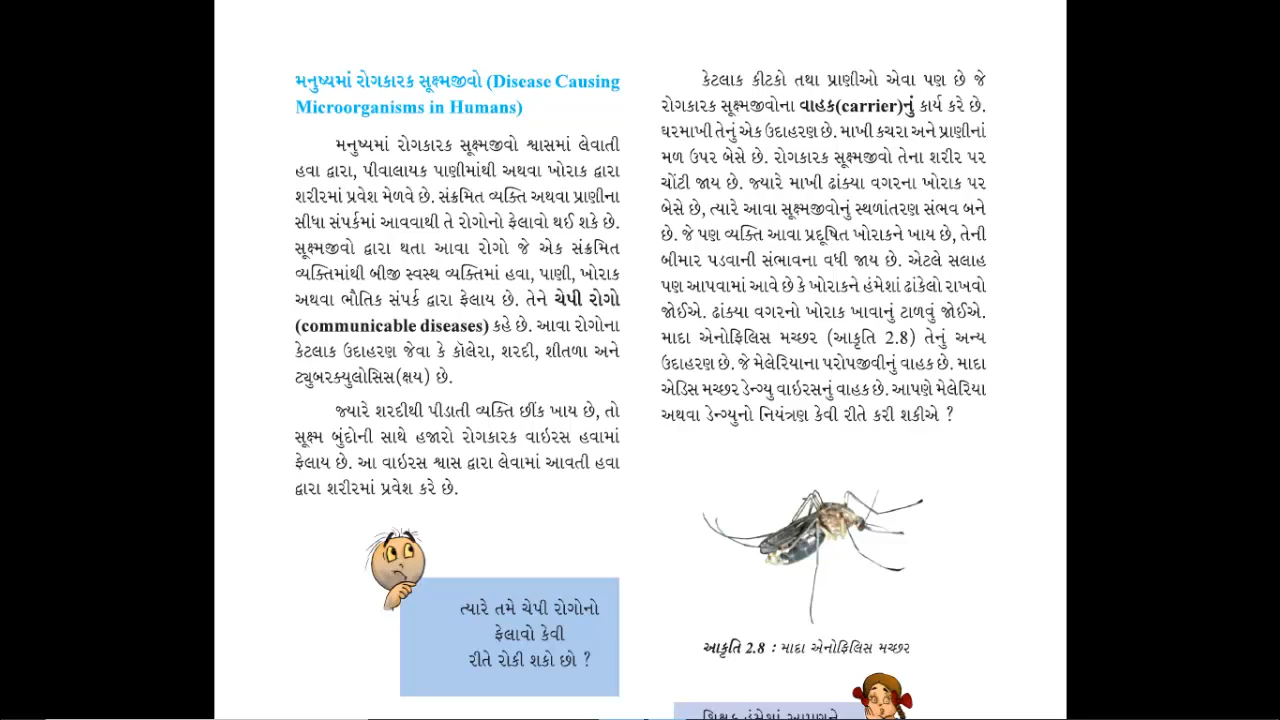 મનુષ્યમાં રોગકારક સૂક્ષ્મજીવો (Disease Causing
Microorganisms in Humans)
મનુષ્યમાં રોગકારક સૂક્ષ્મજીવો શ્વાસમાં લેવાતી
હવા દ્વારા, પીવાલાયક પાણીમાંથી અથવા ખોરાક દ્વારા
શરીરમાં પ્રવેશ મેળવે છે. સંક્રમિત વ્યક્તિ અથવા પ્રાણીના
સીધા સંપર્કમાં આવવાથી તે રોગોનો ફેલાવો થઈ શકે છે.
સૂક્ષ્મજીવો દ્વારા થતા આવા રોગો જે એક સંક્રમિત
વ્યક્તિમાંથી બીજી સ્વસ્થ વ્યક્તિમાં હવા, પાણી, ખોરાક
અથવા ભૌતિક સંપર્ક દ્વારા ફેલાય છે. તેને ચેપી રોગો
(communicable diseases) કહે છે. આવા રોગોના
કેટલાક ઉદાહરણ જેવા કે કૉલેરા, શરદી, શીતળા અને
ટ્યુબરક્યુલોસિસ(ક્ષય) છે.
જ્યારે શરદીથી પીડાતી વ્યક્તિ છીંક ખાય છે, તો
સૂક્ષ્મ બુંદોની સાથે હજારો રોગકારક વાઇરસ હવામાં
ફેલાય છે. આ વાઇરસ શ્વાસ દ્વારા લેવામાં આવતી હવા
દ્વારા શરીરમાં પ્રવેશ કરે છે.
ત્યારે તમે ચેપી રોગોનો
ફેલાવો કેવી
રીતે રોકી શકો છો ?
કેટલાક કીટકો તથા પ્રાણીઓ એવા પણ છે જે
રોગકારક સૂક્ષ્મજીવોના વાહક(carrier)નું કાર્ય કરે છે.
ઘરમાખી તેનું એક ઉદાહરણ છે. માખી કચરા અને પ્રાણીનાં
મળ ઉપર બેસે છે. રોગકારક સૂક્ષ્મજીવો તેના શરીર પર
ચોંટી જાય છે. જ્યારે માખી ઢાંક્યા વગરના ખોરાક પર
બેસે છે, ત્યારે આવા સૂક્ષ્મજીવોનું સ્થળાંતરણ સંભવ બને
છે. જે પણ વ્યક્તિ આવા પ્રદૂષિત ખોરાકને ખાય છે, તેની
બીમાર પડવાની સંભાવના વધી જાય છે. એટલે સલાહ
પણ આપવામાં આવે છે કે ખોરાકને હંમેશાં ઢાંકેલો રાખવો
જોઈએ. ઢાંક્યા વગરનો ખોરાક ખાવાનું ટાળવું જોઈએ.
માદા એનોફિલિસ મચ્છર (આકૃતિ 2.8) તેનું અન્ય
ઉદાહરણ છે. જે મેલેરિયાના પરોપજીવીનું વાહક છે. માદા
એડિસ મચ્છર ડેન્ગ્યુ વાઇરસનું વાહક છે. આપણે મેલેરિયા
અથવા ડેન્ગ્યુનો નિયંત્રણ કેવી રીતે કરી શકીએ ?
આકૃતિ 2.8 : માદા એનોફિલિસ મચ્છર
શિક્ષક હંમેશાં આપણને